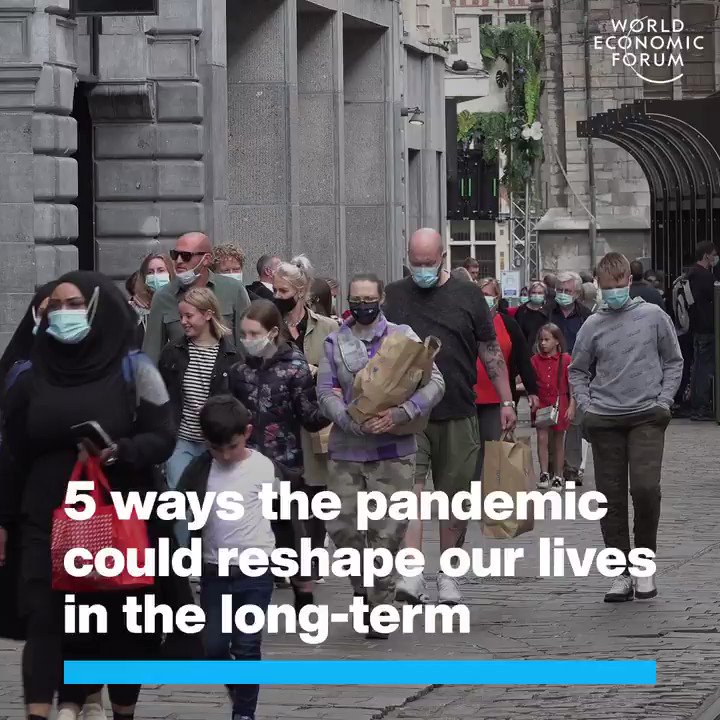 WORLD
ECONOMIC
FORUM
5 ways the pandemic
could reshape our lives
in the long-term